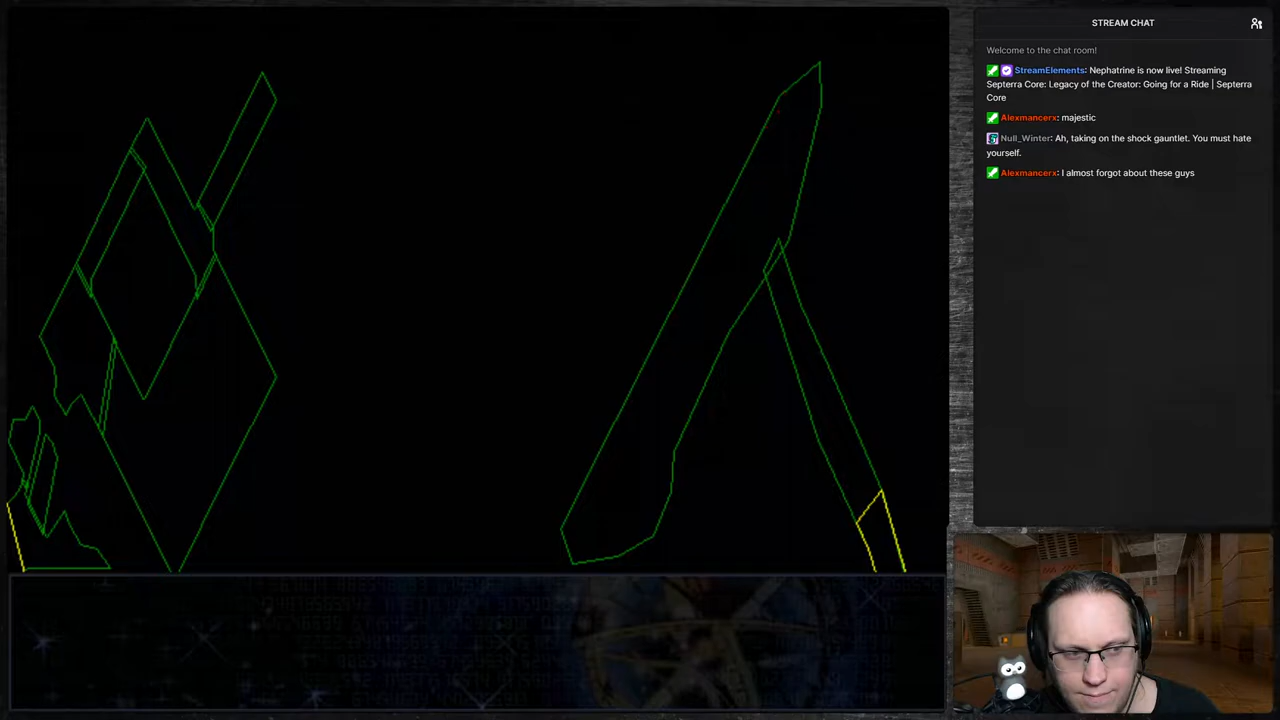 STREAM CHAT
Welcome to the chat room!
StreamElements: Nephatrine is now live! Streaming
Septerra Core: Legacy of the Creator: Going for a Ride | Septerra
Core
Alexmancerx: majestic
Null_Winter: Ah, taking on the shock gauntlet. You must hate
yourself.
Alexmancerx: I almost forgot about these guys